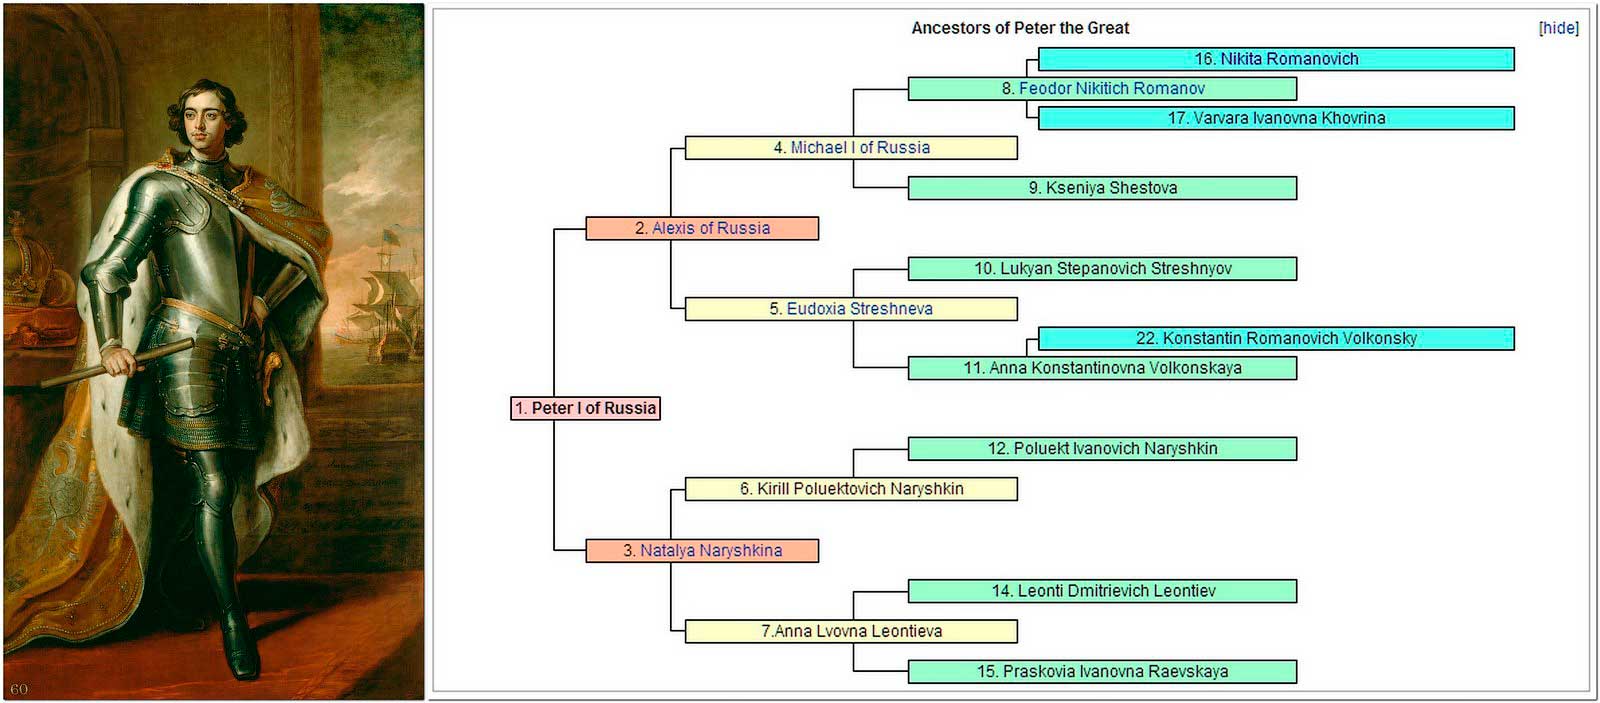 Ancestors of Peter the Great
[hide]
16. Nikita Romanovich
8. Feodor Nikitich Romanov
17. Varvara Ivanovna Khovrina
4. Michael I of Russia
9. Kseniya Shestova
2. Alexis of Russia
10. Lukyan Stepanovich Streshnyov
5. Eudoxia Streshneva
22. Konstantin Romanovich Volkonsky
11. Anna Konstantinovna Volkonskaya
1. Peter I of Russia
12. Poluekt Ivanovich Naryshkin
6. Kirill Poluektovich Naryshkin
3. Natalya Naryshkina
14. Leonti Dmitrievich Leontiev
7.Anna Lvovna Leontieva
15. Praskovia Ivanovna Raevskaya
60